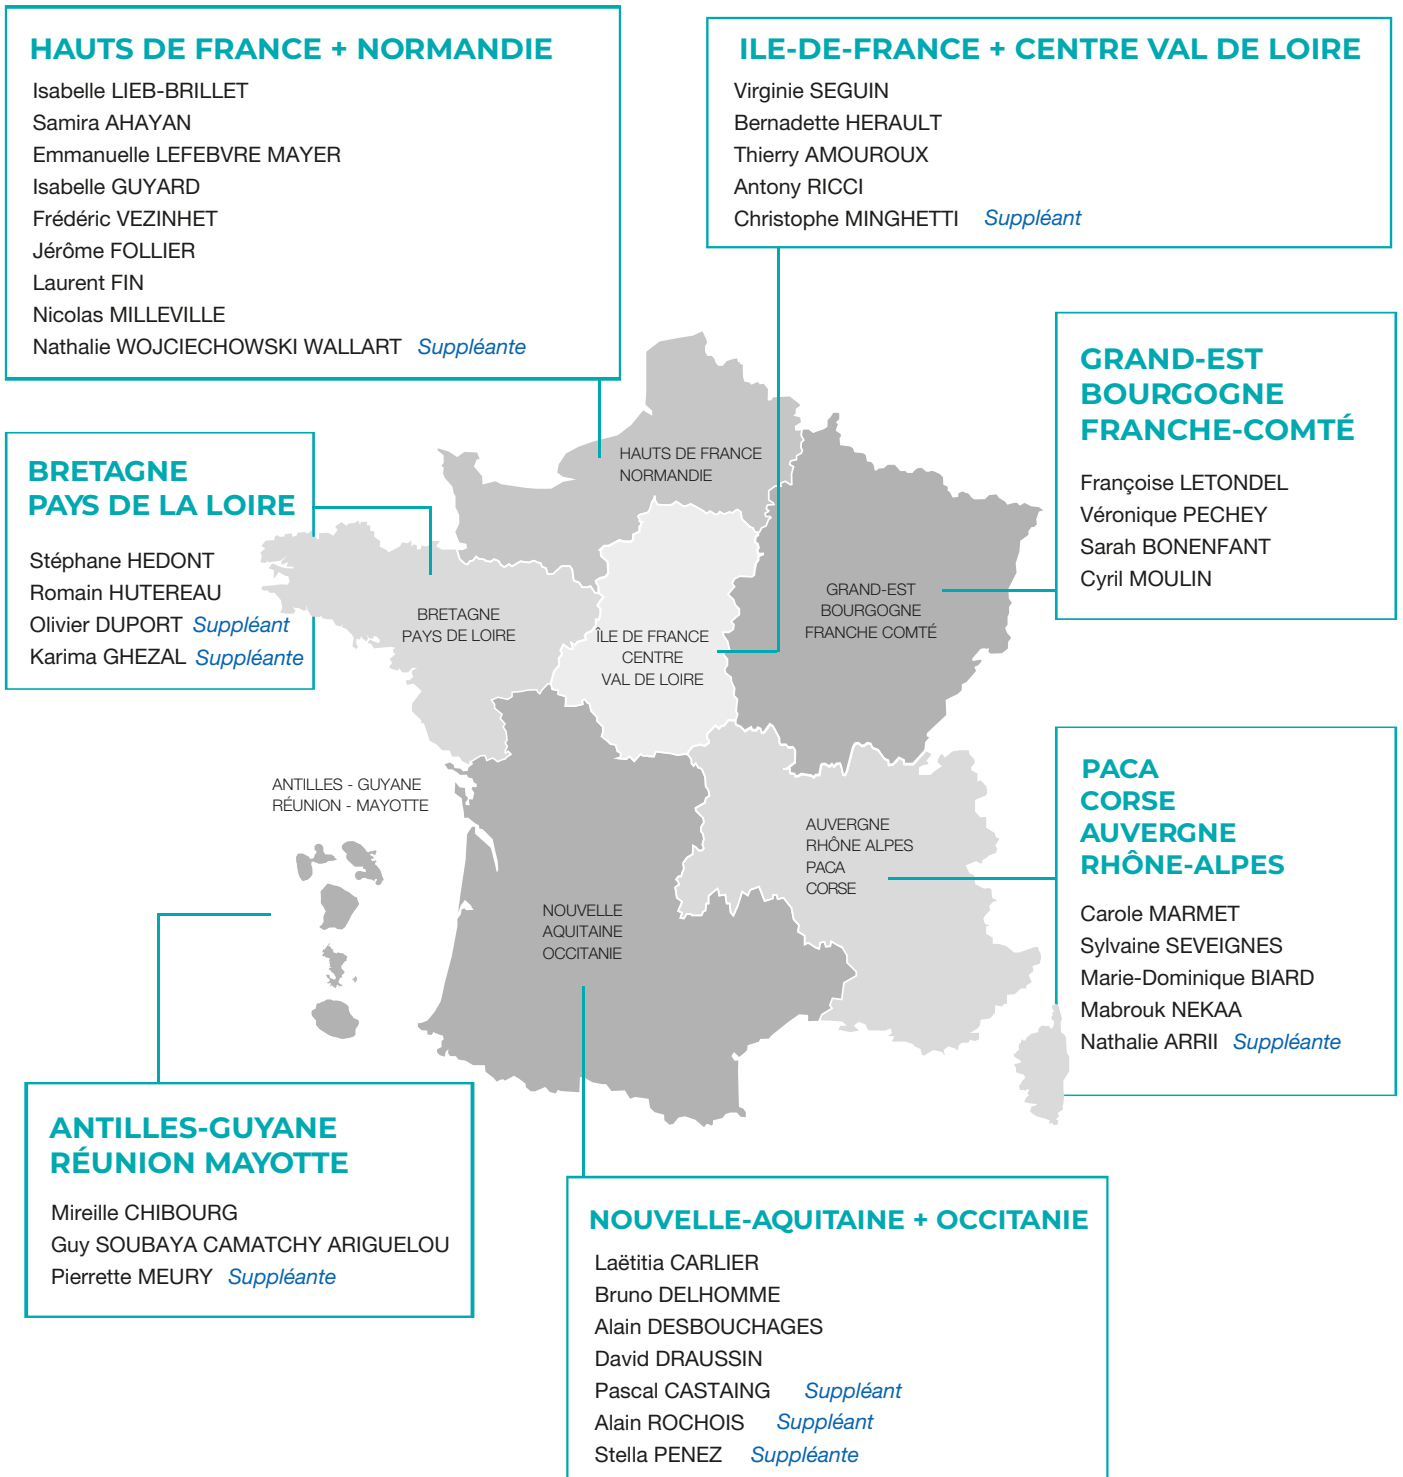 HAUTS DE FRANCE + NORMANDIE
Isabelle LIEB-BRILLET
Samira AHAYAN
Emmanuelle LEFEBVRE MAYER
Isabelle GUYARD
Frédéric VEZINHET
Jérôme FOLLIER
Laurent FIN
Nicolas MILLEVILLE
Nathalie WOJCIECHOWSKI WALLART Suppléante
ILE-DE-FRANCE + CENTRE VAL DE LOIRE
Virginie SEGUIN
Bernadette HERAULT
Thierry AMOUROUX
Antony RICCI
Christophe MINGHETTI Suppléant
GRAND-EST
BOURGOGNE
FRANCHE-COMTÉ
Françoise LETONDEL
Véronique PECHEY
Sarah BONENFANT
Cyril MOULIN
BRETAGNE
PAYS DE LA LOIRE
Stéphane HEDONT
Romain HUTEREAU
Olivier DUPORT Suppléant
Karima GHEZAL Suppléante
HAUTS DE FRANCE
NORMANDIE
BRETAGNE
PAYS DE LOIRE
ÎLE DE FRANCE
CENTRE
VAL DE LOIRE
GRAND-EST
BOURGOGNE
FRANCHE COMTÉ
ANTILLES - GUYANE
RÉUNION - MAYOTTE
AUVERGNE
RHÔNE ALPES
PACA
CORSE
NOUVELLE
AQUITAINE
OCCITANIE
PACA
CORSE
AUVERGNE
RHÔNE-ALPES
Carole MARMET
Sylvaine SEVEIGNES
Marie-Dominique BIARD
Mabrouk NEKAA
Nathalie ARRII Suppléante
ANTILLES-GUYANE
RÉUNION MAYOTTE
Mireille CHIBOURG
Guy SOUBAYA CAMATCHY ARIGUELOU
Pierrette MEURY Suppléante
NOUVELLE-AQUITAINE + OCCITANIE
Laëtitia CARLIER
Bruno DELHOMME
Alain DESBOUCHAGES
David DRAUSSIN
Pascal CASTAING Suppléant
Alain ROCHOIS Suppléant
Stella PENEZ Suppléante